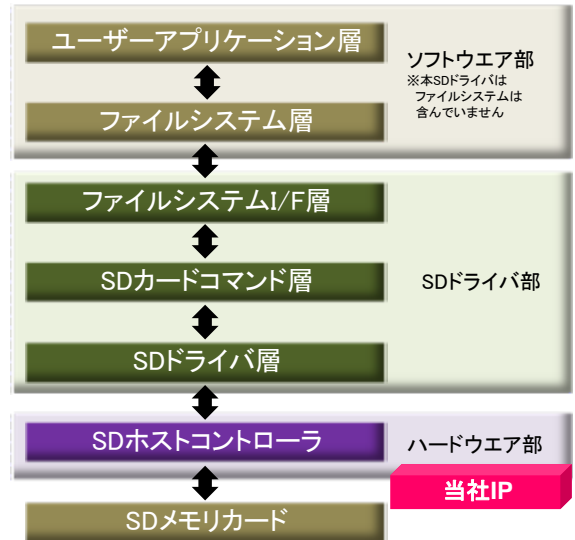 ユーザーアプリケーション層
ソフトウエア部
※本SDドライバは
ファイルシステムは
含んでいません
ファイルシステム層
ファイルシステムI/F層
SDカードコマンド層
SDドライバ部
SDドライバ層
SDホストコントローラ
ハードウエア部
当社IP
SDメモリカード